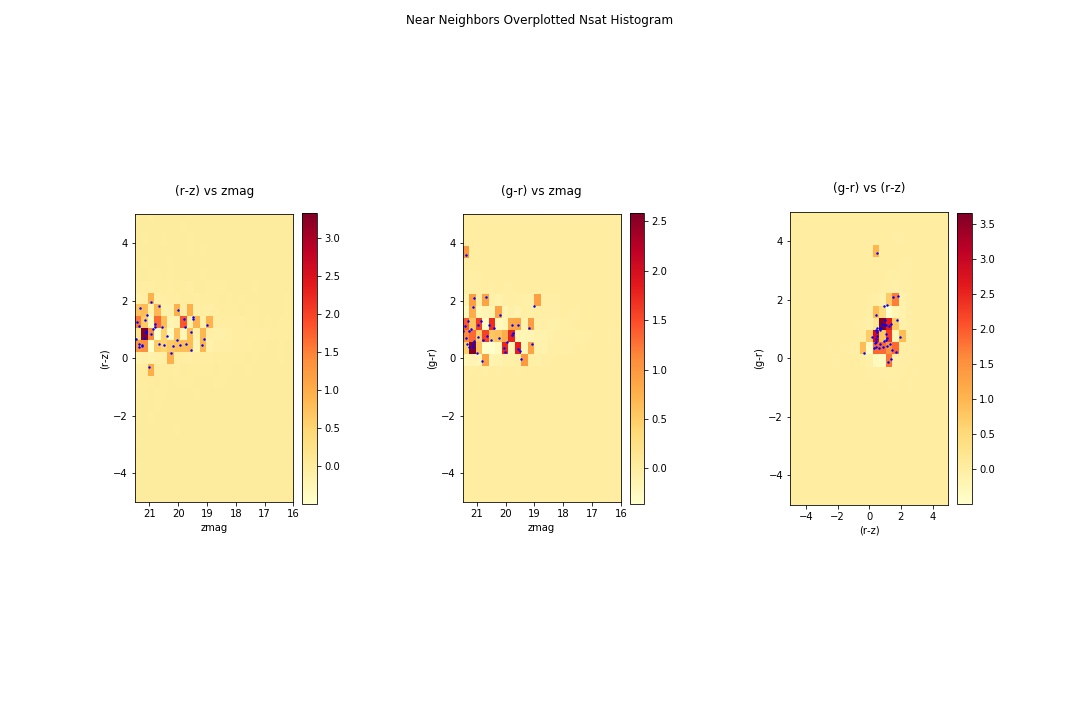 Near Neighbors Overplotted Nsat Histogram
(r-z) vs zmag
4
2
0
−2
−4
(r-z)
21 20 19 18 17 16
zmag
3.0
2.5
2.0
1.5
1.0
0.5
0.0
(g-r) vs zmag
4
2
0
−2
−4
(g-r)
21 20 19 18 17 16
zmag
2.5
2.0
1.5
1.0
0.5
0.0
(g-r) vs (r-z)
4
2
0
−2
−4
(g-r)
−4 −2 0 2 4
(r-z)
3.5
3.0
2.5
2.0
1.5
1.0
0.5
0.0